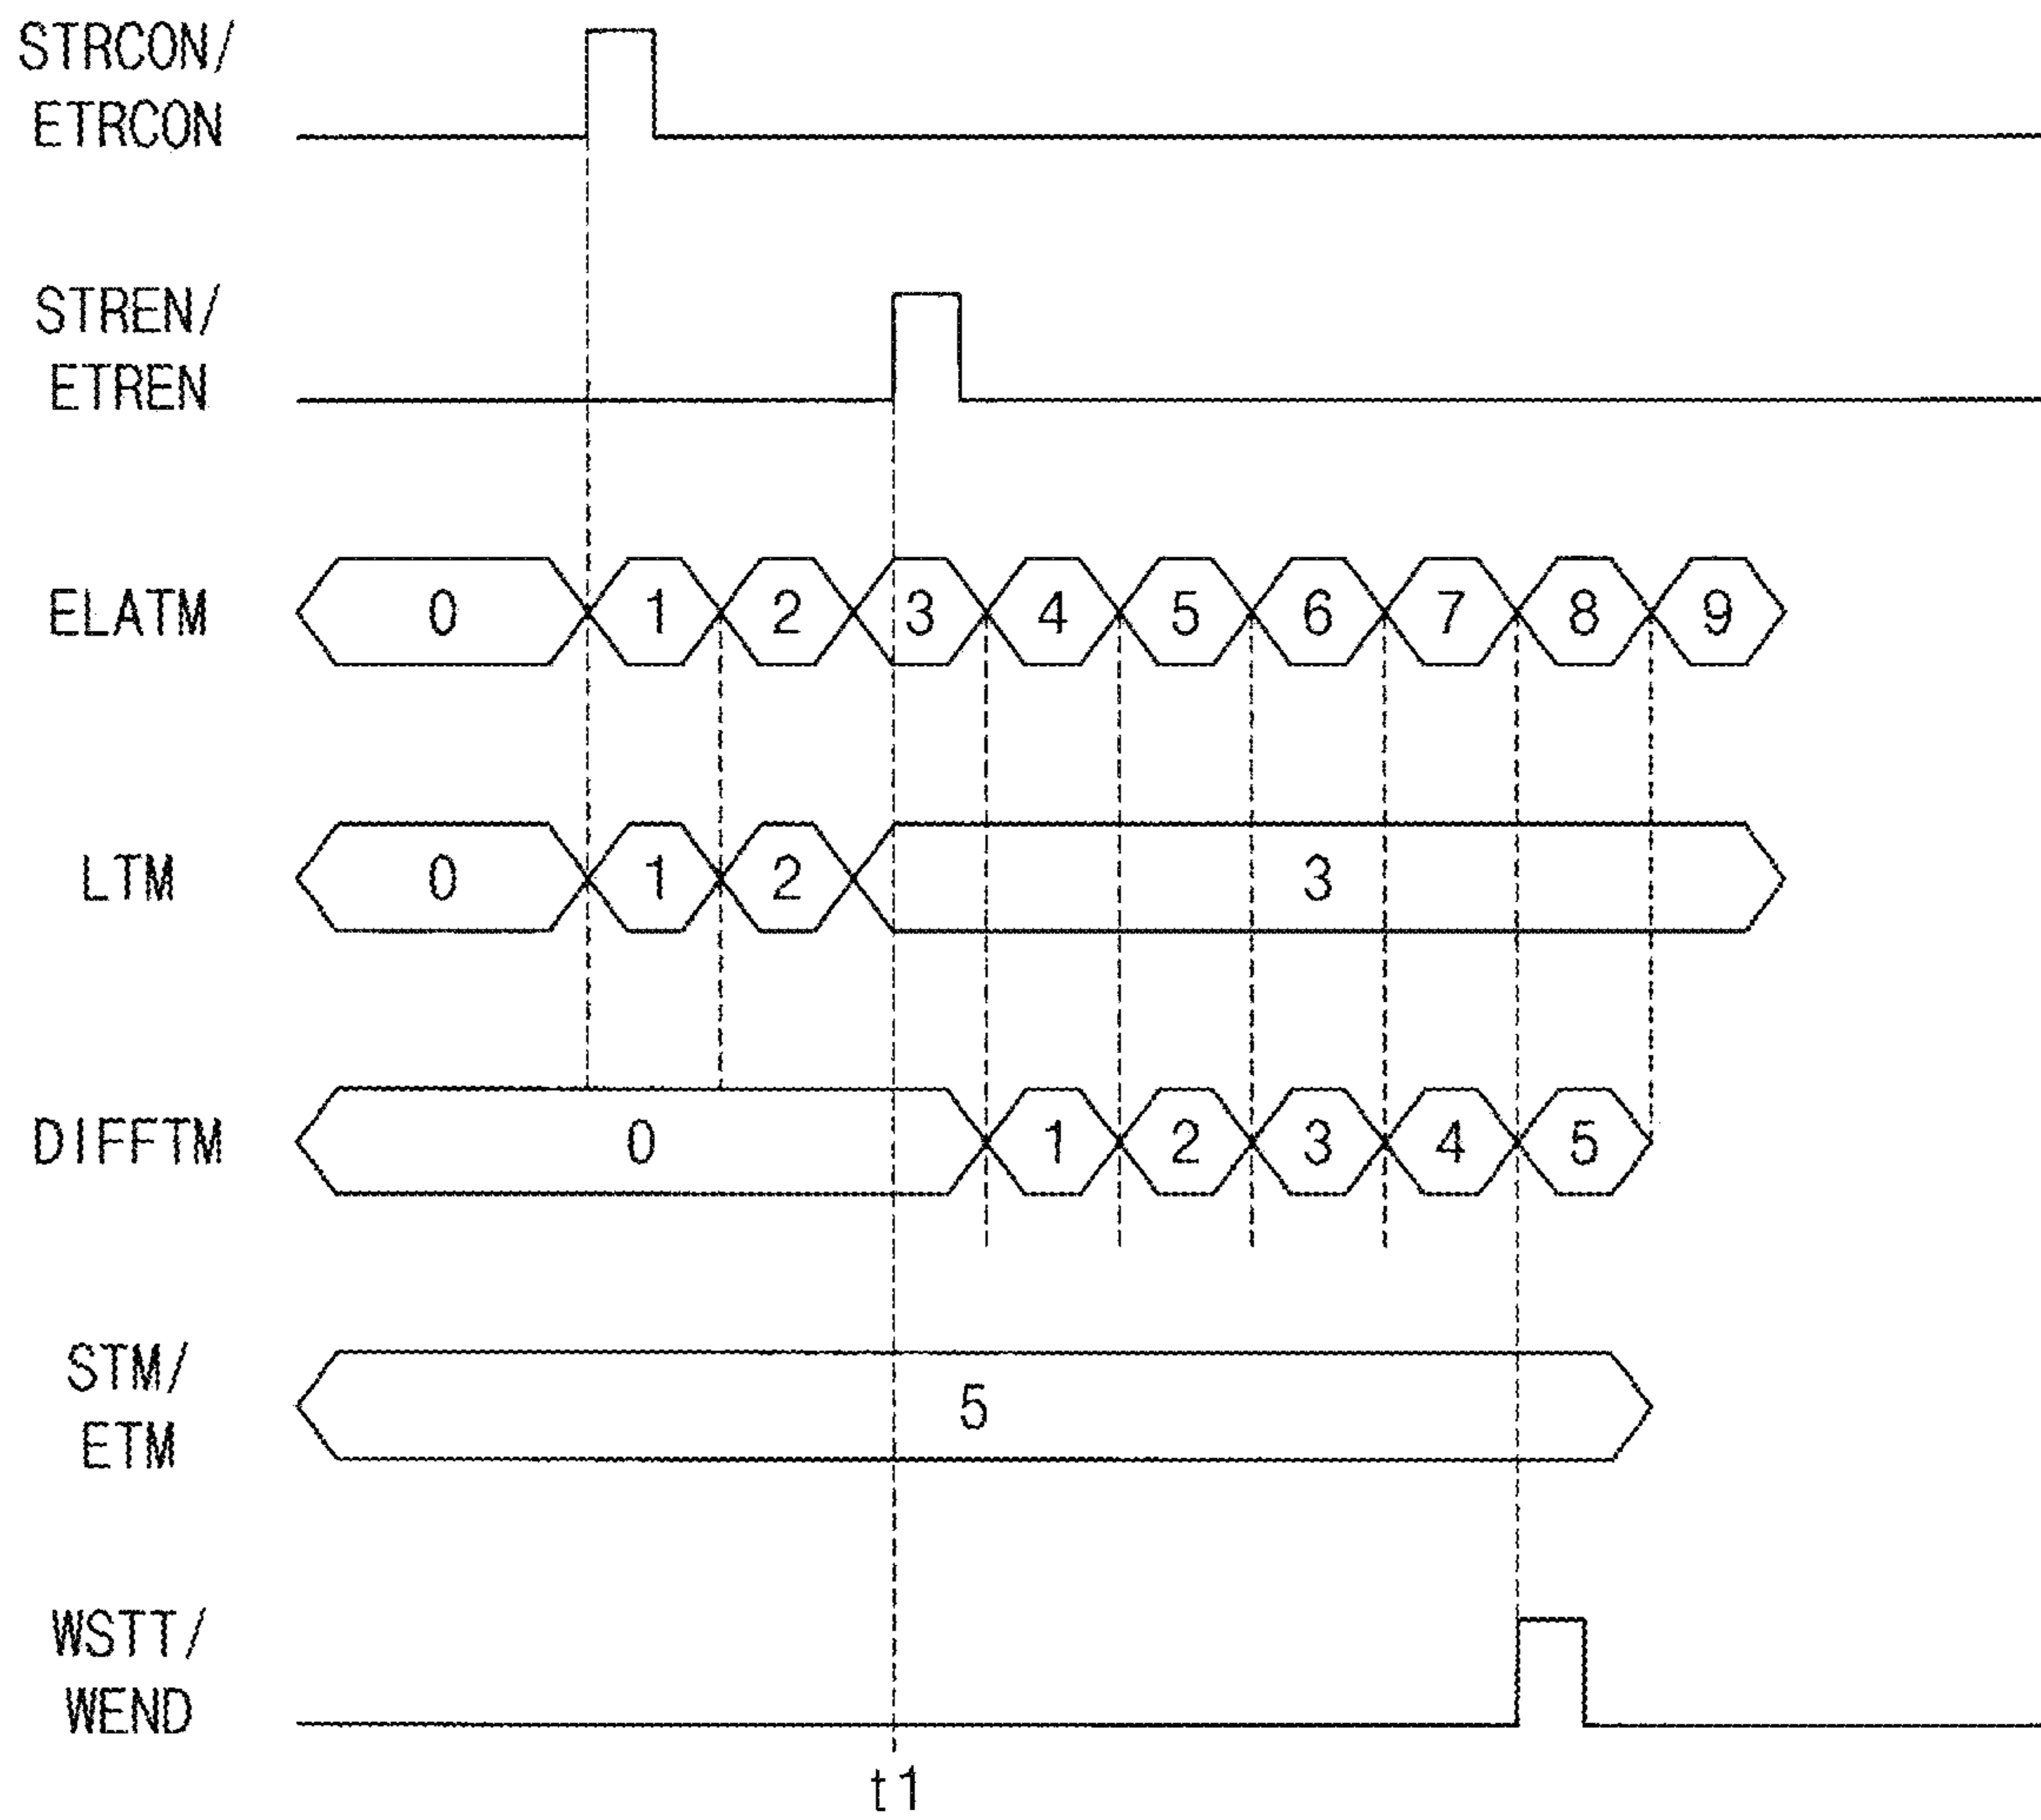 STRCON/
ETRCON
STREN/
ETREN
ELATM 0 1 2 3 4 5 6 7 8 9
LTM 0 1 2 3
DIFFTM 0 1 2 3 4 5
STM/
ETM
5
WSTT/
WEND
t1